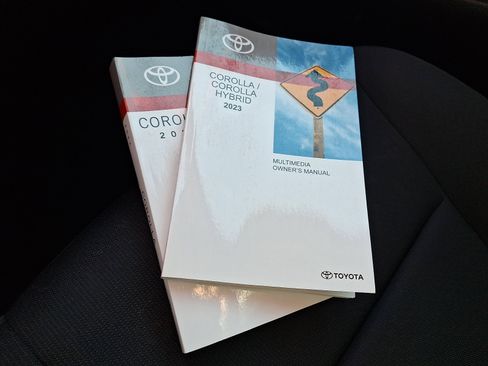 COROLLA /
COROLLA
HYBRID
2023
MULTIMEDIA
OWNER'S MANUAL
TOYOTA